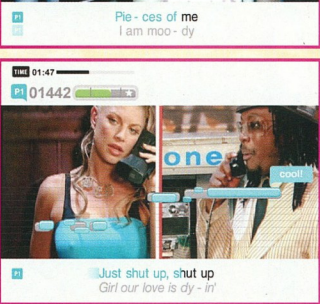 P1
Pie - ces of me
I am moo - dy
TIME 01:47
P1 01442
one
cool!
P1
Just shut up, shut up
Girl our love is dy - in'